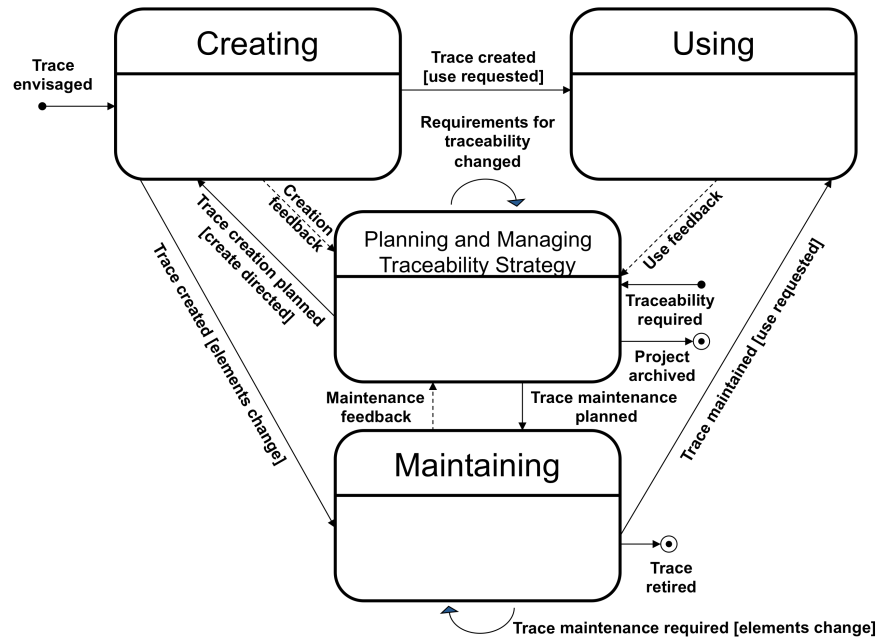 Creating
Using
Trace
envisaged
Trace created
[use requested]
Requirements for
traceability
changed
Creation
feedback
Trace creation planned
[create directed]
Use feedback
Planning and Managing
Traceability Strategy
Traceability
required
Project
archived
Trace created [elements change]
Trace maintained [use requested]
Maintenance
feedback
Trace maintenance
planned
Maintaining
Trace
retired
Trace maintenance required [elements change]